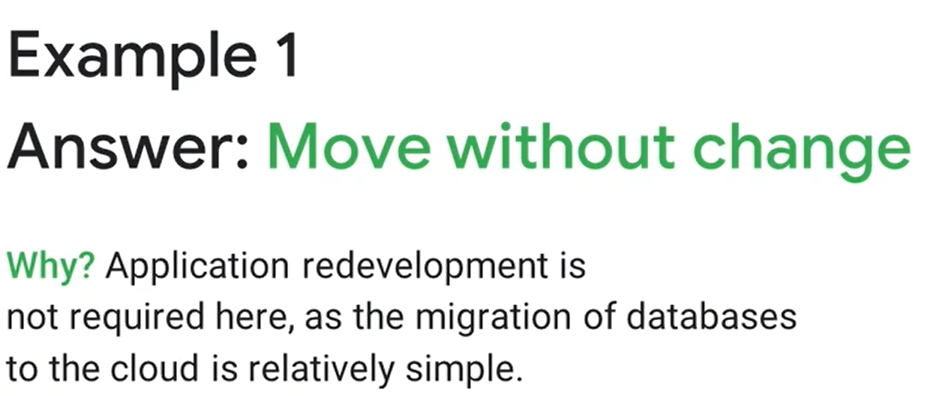 Example 1
Answer: Move without change
Why? Application redevelopment is
not required here, as the migration of databases
to the cloud is relatively simple.